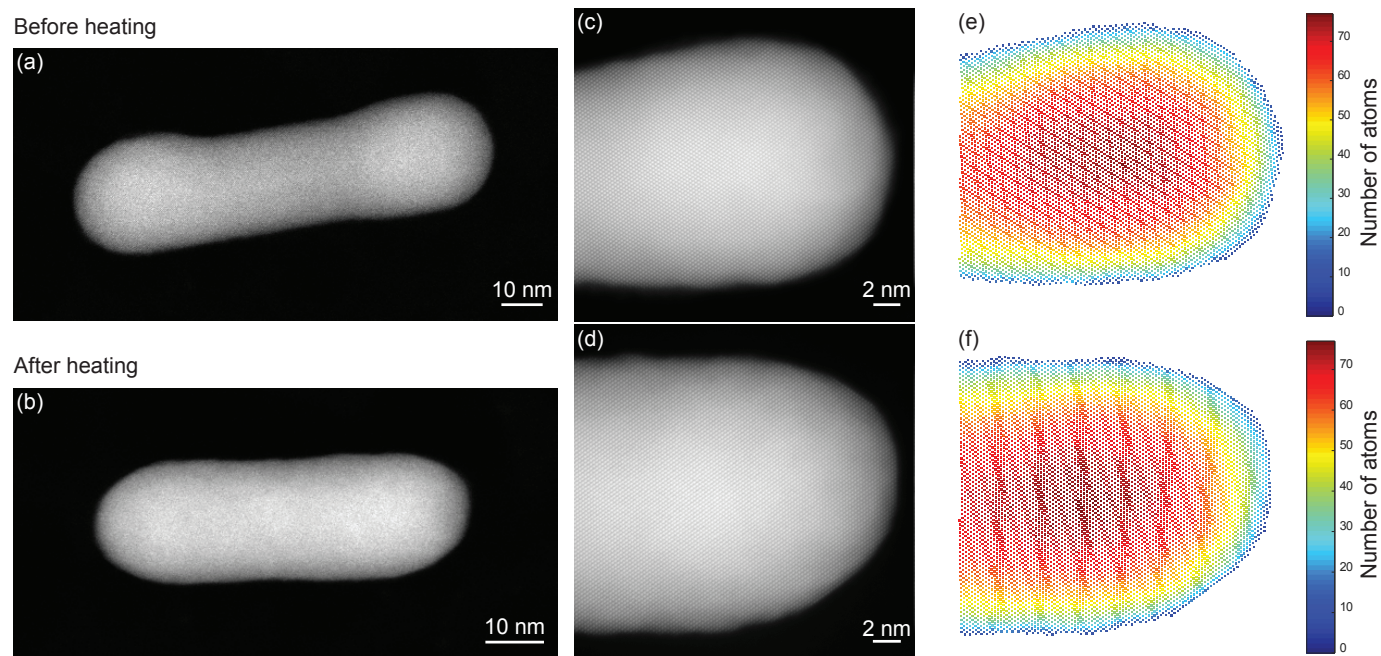 Before heating
(a)
10 nm
After heating
(b)
10 nm
(c)
2 nm
(d)
2 nm
(e)
70
60
50
40
30
20
10
0
Number of atoms
(f)
70
60
50
40
30
20
10
0
Number of atoms